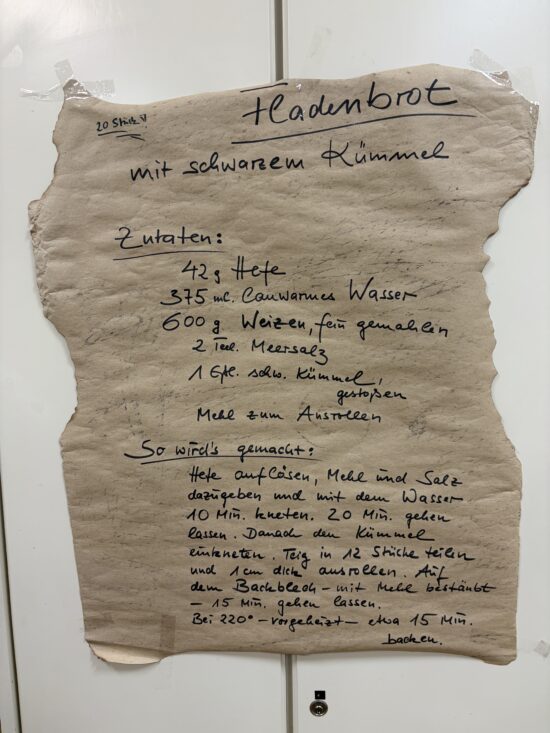 Fladenbrot
20 Stück!
mit schwarzem Kümmel
Zutaten:
42 g Hefe
375 ml. lauwarmes Wasser
600 g Weizen, fein gemahlen
2 Teel. Meersalz
1 Eßl. schw. Kümmel,
gestoßen
Mehl zum Ausrollen
So wird's gemacht:
Hefe auflösen, Mehl und Salz
dazugeben und mit dem Wasser
10 Min. kneten. 20 Min. gehen
lassen. Danach den Kümmel
einkneten. Teig in 12 Stücke teilen
und 1 cm dick ausrollen. Auf
dem Backblech – mit Mehl bestäubt
– 15 Min. gehen lassen.
Bei 220° – vorgeheizt – etwa 15 Min.
backen.